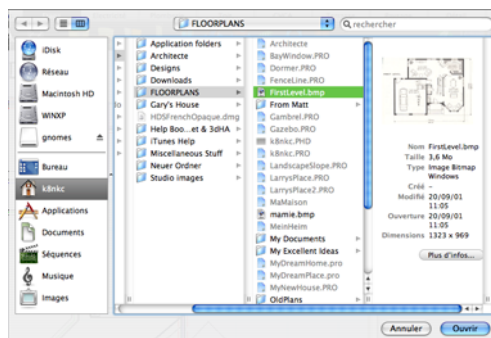 FLOORPLANS
rechercher
iDisk
Réseau
Macintosh HD
WINXP
gnomes
Bureau
k8nkc
Applications
Documents
Séquences
Musique
Images
lo
Application folders
Architecte
Designs
Downloads
FLOORPLANS
Gary's House
HDSFrenchOpaque.dmg
Help Boo...et & 3dHA
iTunes Help
Miscellaneous Stuff
Neuer Ordner
Studio images
Architecte
BayWindow.PRO
Dormer.PRO
FenceLine.PRO
FirstLevel.bmp
From Matt
Gambrel.PRO
Gazebo.PRO
k8nkc.PHD
k8nkc.PRO
LandscapeSlope.PRO
LarrysPlace.PRO
LarrysPlace2.PRO
MaMaison
mamie.bmp
MeinHeim
My Documents
My Excellent Ideas
MyDreamHome.pro
MyDreamPlace.pro
MyNewHouse.PRO
OldPlans
Nom FirstLevel.bmp
Taille 3,6 Mo
Type Image Bitmap
Windows
Créé -
Modifié 20/09/01
11:05
Ouverture 20/09/01
11:05
Dimensions 1323 x 969
Plus d'infos...
Annuler
Ouvrir